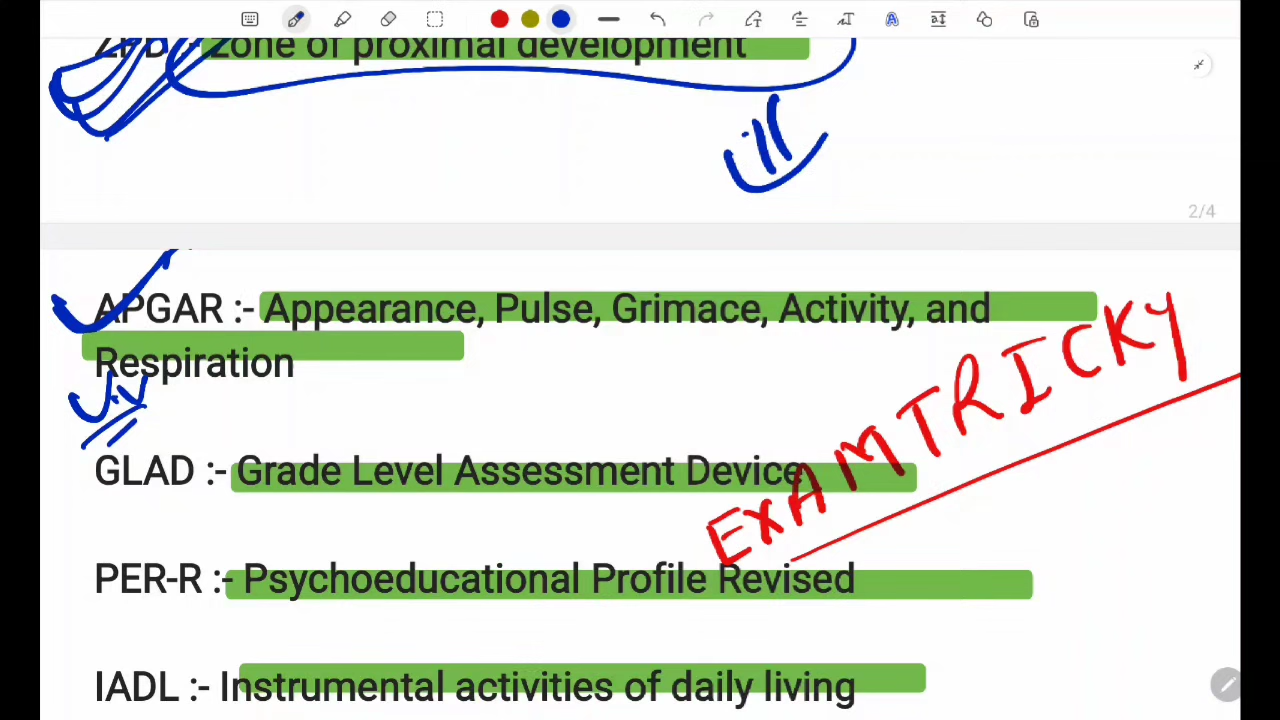 ZPD :- zone of proximal development
2/4
APGAR :- Appearance, Pulse, Grimace, Activity, and
Respiration
V.V
GLAD :- Grade Level Assessment Device
EXAMTRICKY
PER-R :- Psychoeducational Profile Revised
IADL :- Instrumental activities of daily living